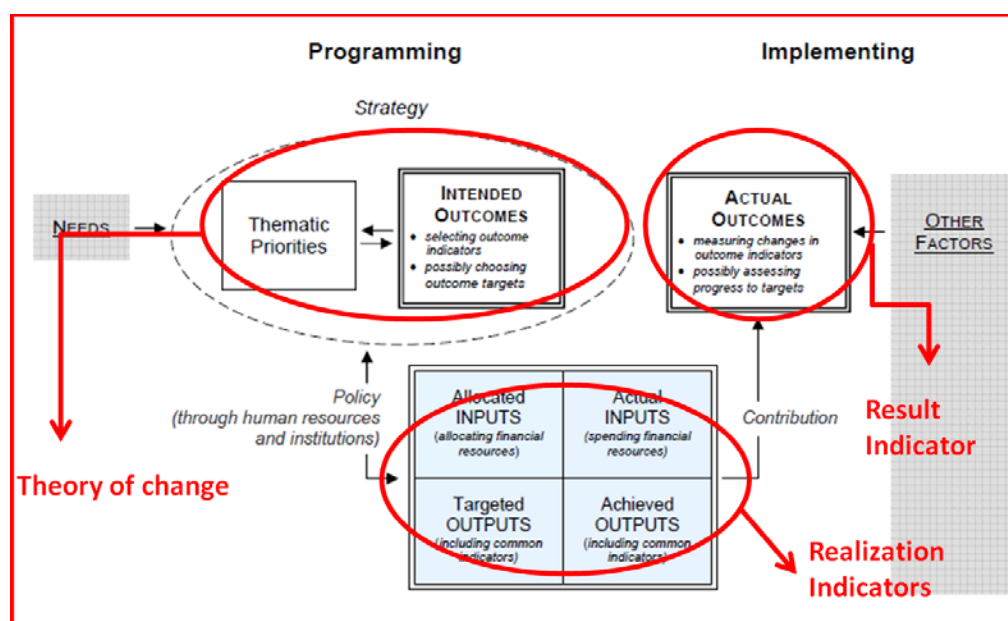 Programming
Implementing
Strategy
NEEDS
Thematic
Priorities
INTENDED
OUTCOMES
• selecting outcome
indicators
• possibly choosing
outcome targets
ACTUAL
OUTCOMES
• measuring changes in
outcome indicators
• possibly assessing
progress to targets
OTHER
FACTORS
Policy
(through human resources
and institutions)
Allocated
INPUTS
(allocating financial
resources)
Actual
INPUTS
(spending financial
resources)
Targeted
OUTPUTS
(including common
indicators)
Achieved
OUTPUTS
(including common
indicators)
Contribution
Theory of change
Result
Indicator
Realization
Indicators